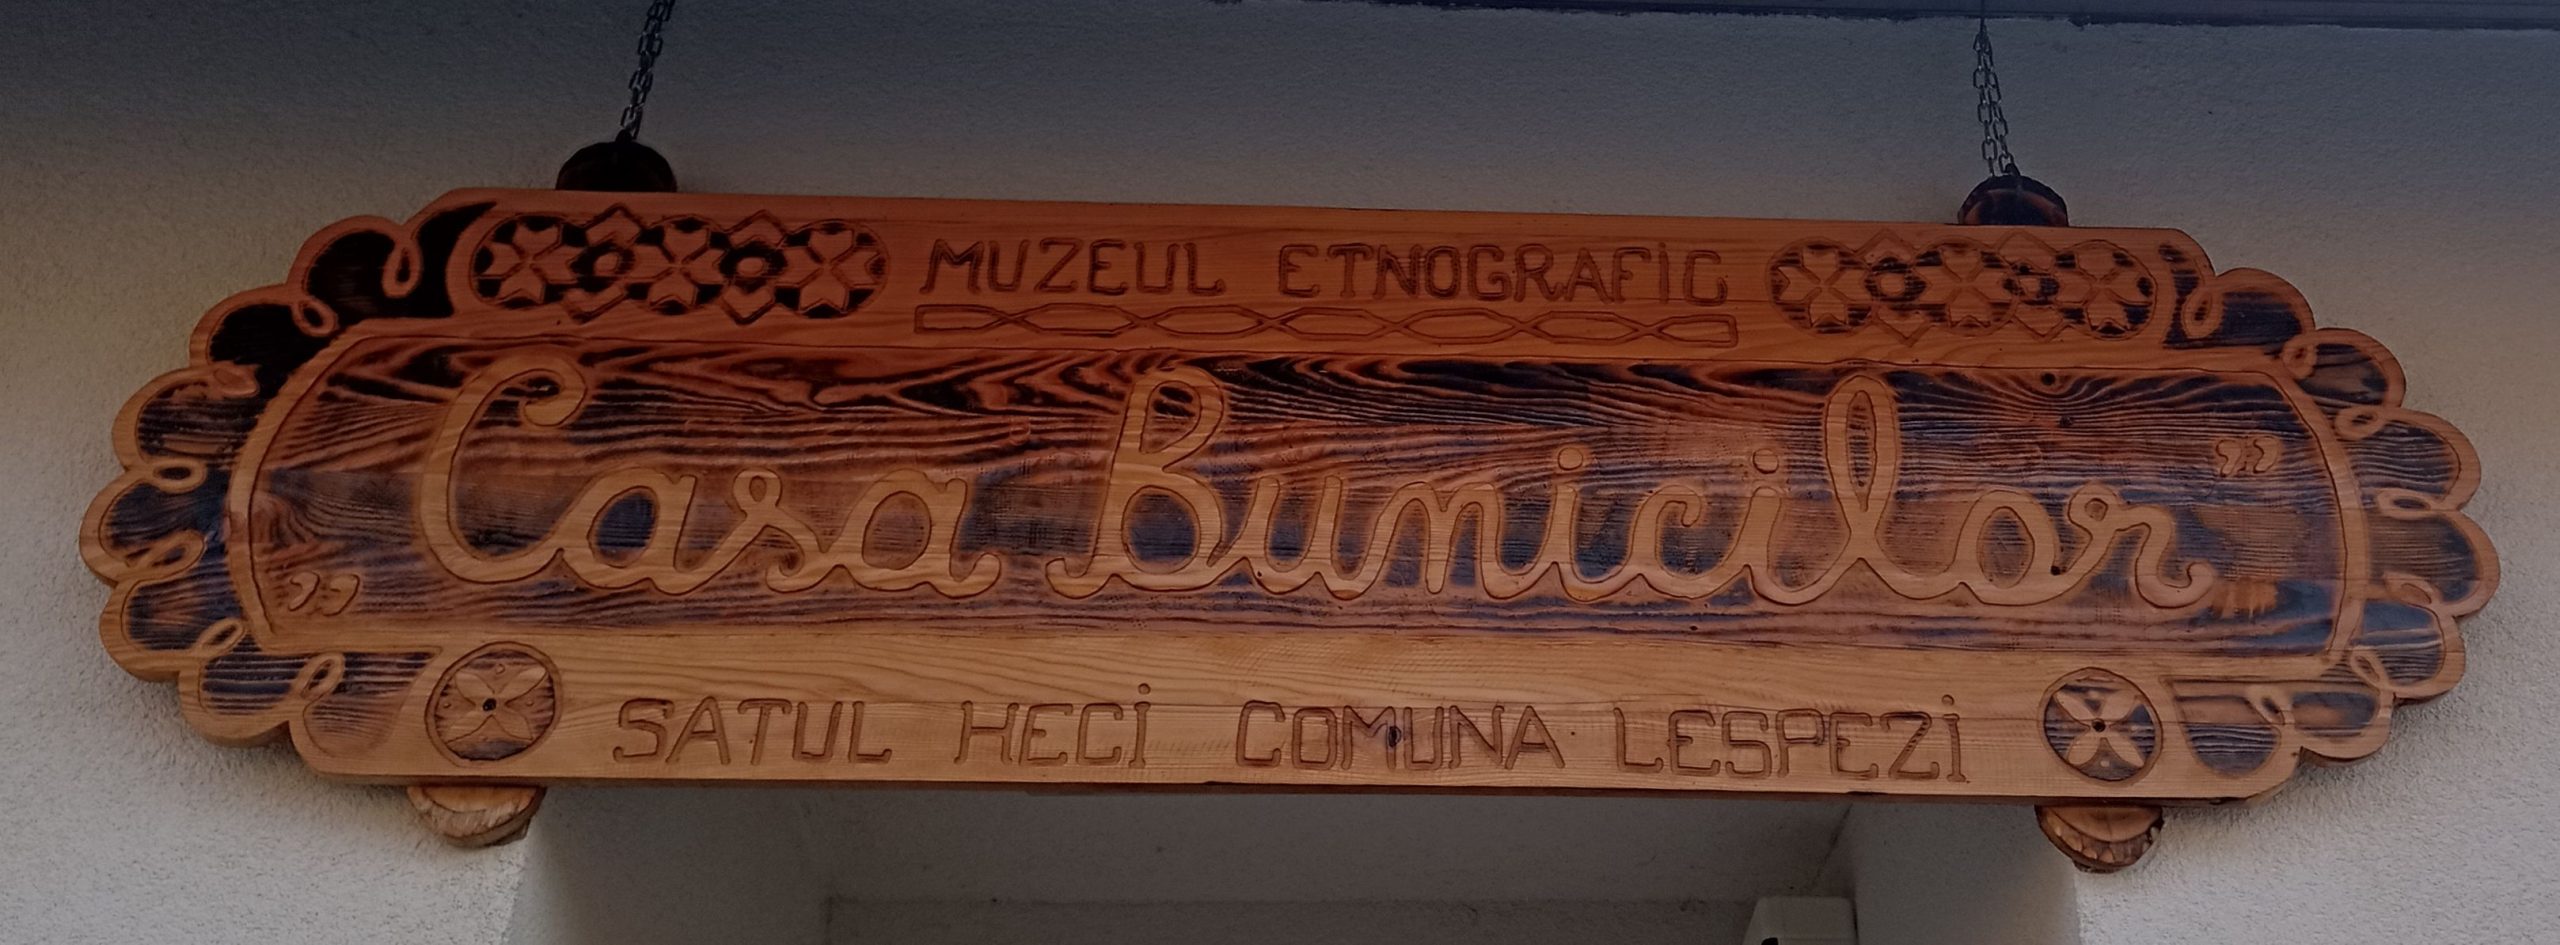 MUZEUL ETNOGRAFiC
„Casa Bunicilor”
SATUL HECi COMUNA LESPEZi